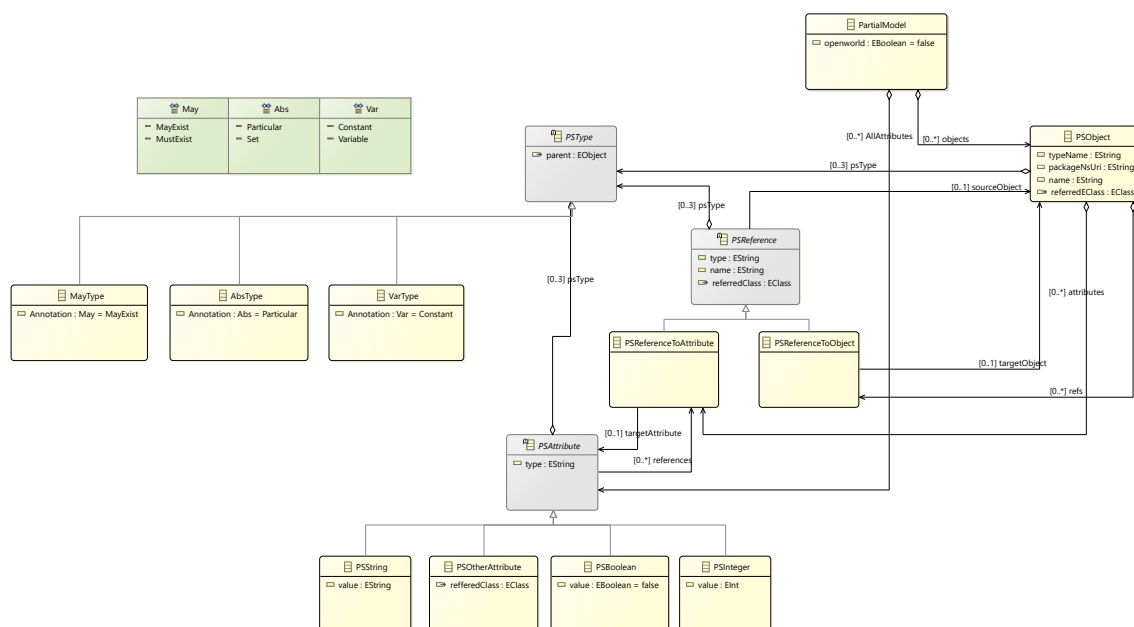 PartialModel
openworld : EBoolean = false
May
MayExist
MustExist
Abs
Particular
Set
Var
Constant
Variable
[0..*] AllAttributes
[0..*] objects
PSType
parent : EObject
PSObject
typeName : EString
packageNsUri : EString
name : EString
referredEClass : EClass
[0..3] psType
[0..1] sourceObject
[0..3] psType
PSReference
type : EString
name : EString
referredClass : EClass
[0..3] psType
[0..*] attributes
MayType
Annotation : May = MayExist
AbsType
Annotation : Abs = Particular
VarType
Annotation : Var = Constant
PSReferenceToAttribute
PSReferenceToObject
[0..1] targetObject
[0..*] refs
[0..1] targetAttribute
PSAttribute
type : EString
[0..*] references
PSString
value : EString
PSOtherAttribute
refferedClass : EClass
PSBoolean
value : EBoolean = false
PSInteger
value : EInt